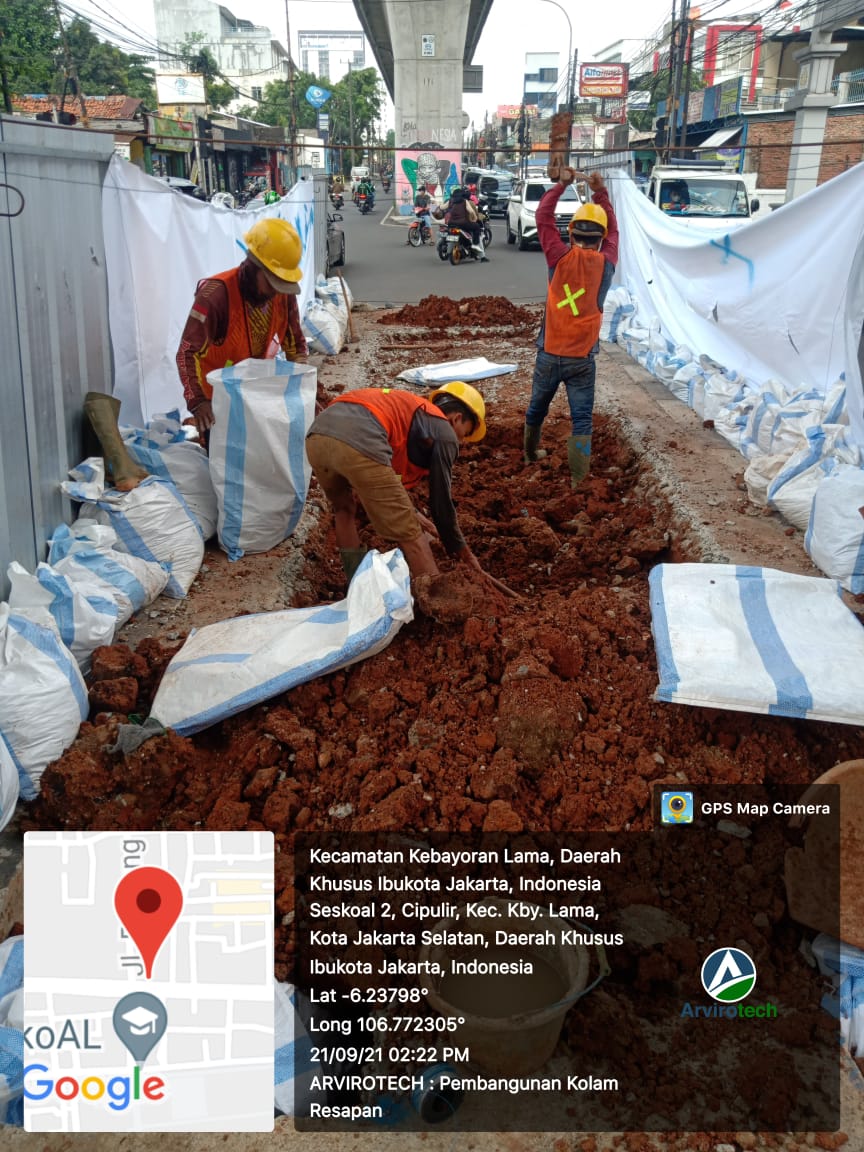 Alfamart
NESIA
GPS Map Camera
Kecamatan Kebayoran Lama, Daerah
Khusus Ibukota Jakarta, Indonesia
Seskoal 2, Cipulir, Kec. Kby. Lama,
Kota Jakarta Selatan, Daerah Khusus
Ibukota Jakarta, Indonesia
Lat -6.23798°
Long 106.772305°
21/09/21 02:22 PM
ARVIROTECH : Pembangunan Kolam
Resapan
Arvirotech
koAL
Google